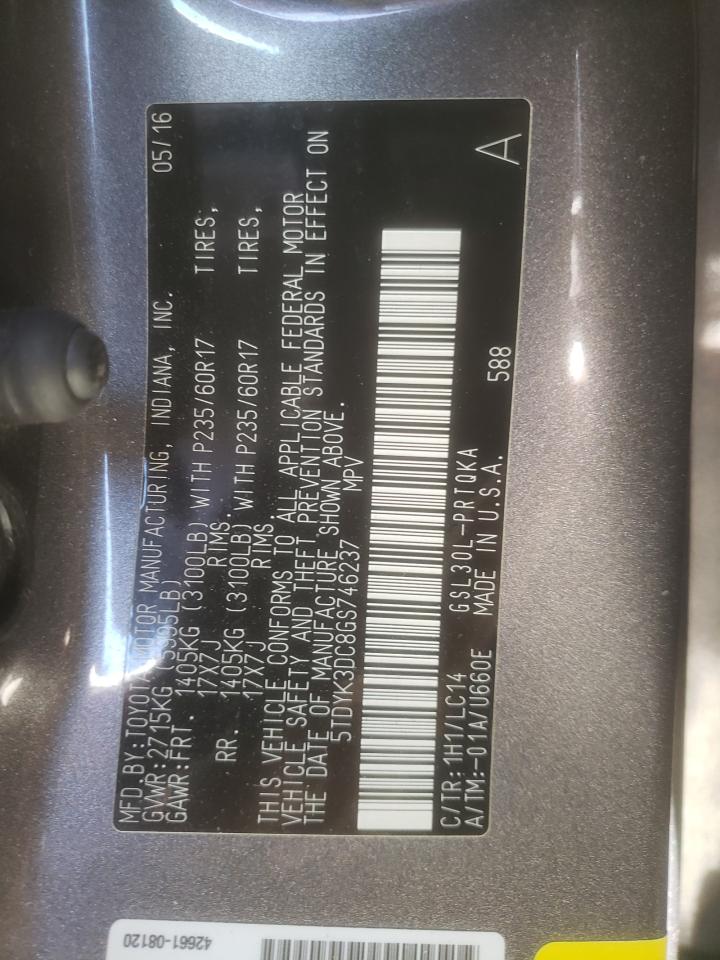 MFD.BY:TOYOTA MOTOR MANUFACTURING, INDIANA, INC. 05/16
GVWR:2715KG (5985LB)
GAWR:FRT. 1405KG (3100LB) WITH P235/60R17 TIRES,
17X7J RIMS.
RR. 1405KG (3100LB) WITH P235/60R17 TIRES,
17X7J RIMS
THIS VEHICLE CONFORMS TO ALL APPLICABLE FEDERAL MOTOR
VEHICLE SAFETY AND THEFT PREVENTION STANDARDS IN EFFECT ON
THE DATE OF MANUFACTURE SHOWN ABOVE.
5TDYK3DC8GS746237 MPV
C/TR:1H1/LC14 GSL30L-PRTQKA
A/TM:-01A/U660E MADE IN U.S.A. 588
A
42661-08120